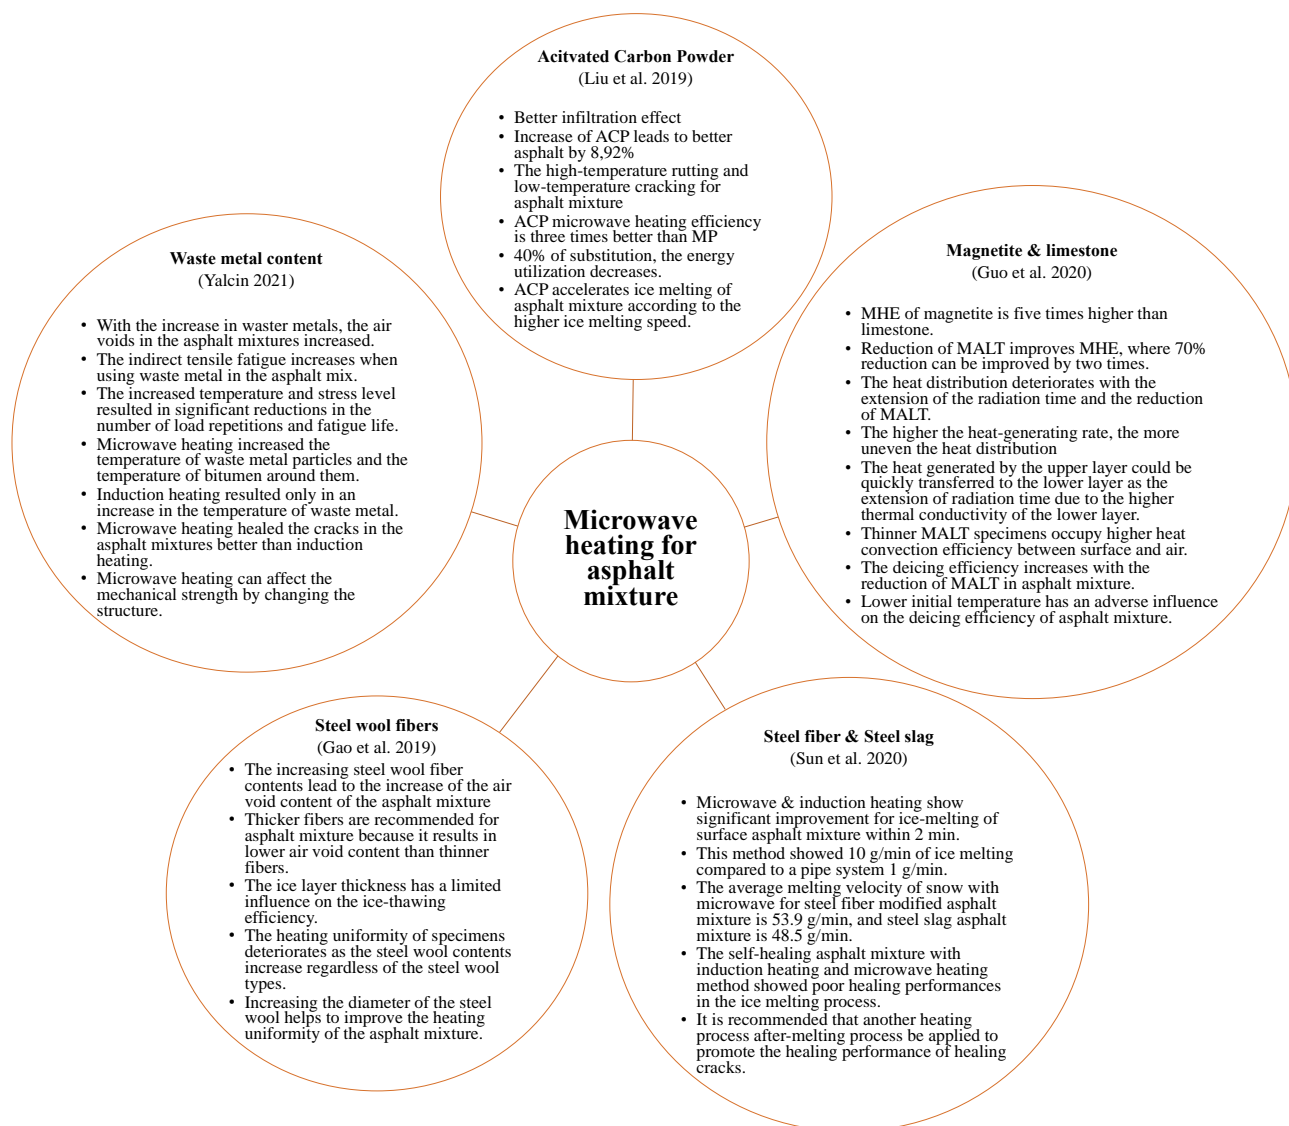 Acitvated Carbon Powder
(Liu et al. 2019)
• Better infiltration effect
• Increase of ACP leads to better
asphalt by 8,92%
• The high-temperature rutting and
low-temperature cracking for
asphalt mixture
• ACP microwave heating efficiency
is three times better than MP
• 40% of substitution, the energy
utilization decreases.
• ACP accelerates ice melting of
asphalt mixture according to the
higher ice melting speed.
Waste metal content
(Yalcin 2021)
• With the increase in waster metals, the air
voids in the asphalt mixtures increased.
• The indirect tensile fatigue increases when
using waste metal in the asphalt mix.
• The increased temperature and stress level
resulted in significant reductions in the
number of load repetitions and fatigue life.
• Microwave heating increased the
temperature of waste metal particles and the
temperature of bitumen around them.
• Induction heating resulted only in an
increase in the temperature of waste metal.
• Microwave heating healed the cracks in the
asphalt mixtures better than induction
heating.
• Microwave heating can affect the
mechanical strength by changing the
structure.
Magnetite & limestone
(Guo et al. 2020)
• MHE of magnetite is five times higher than
limestone.
• Reduction of MALT improves MHE, where 70%
reduction can be improved by two times.
• The heat distribution deteriorates with the
extension of the radiation time and the reduction
of MALT.
• The higher the heat-generating rate, the more
uneven the heat distribution
• The heat generated by the upper layer could be
quickly transferred to the lower layer as the
extension of radiation time due to the higher
thermal conductivity of the lower layer.
• Thinner MALT specimens occupy higher heat
convection efficiency between surface and air.
• The deicing efficiency increases with the
reduction of MALT in asphalt mixture.
• Lower initial temperature has an adverse influence
on the deicing efficiency of asphalt mixture.
Microwave
heating for
asphalt
mixture
Steel wool fibers
(Gao et al. 2019)
• The increasing steel wool fiber
contents lead to the increase of the air
void content of the asphalt mixture
• Thicker fibers are recommended for
asphalt mixture because it results in
lower air void content than thinner
fibers.
• The ice layer thickness has a limited
influence on the ice-thawing
efficiency.
• The heating uniformity of specimens
deteriorates as the steel wool contents
increase regardless of the steel wool
types.
• Increasing the diameter of the steel
wool helps to improve the heating
uniformity of the asphalt mixture.
Steel fiber & Steel slag
(Sun et al. 2020)
• Microwave & induction heating show
significant improvement for ice-melting of
surface asphalt mixture within 2 min.
• This method showed 10 g/min of ice melting
compared to a pipe system 1 g/min.
• The average melting velocity of snow with
microwave for steel fiber modified asphalt
mixture is 53.9 g/min, and steel slag asphalt
mixture is 48.5 g/min.
• The self-healing asphalt mixture with
induction heating and microwave heating
method showed poor healing performances
in the ice melting process.
• It is recommended that another heating
process after-melting process be applied to
promote the healing performance of healing
cracks.